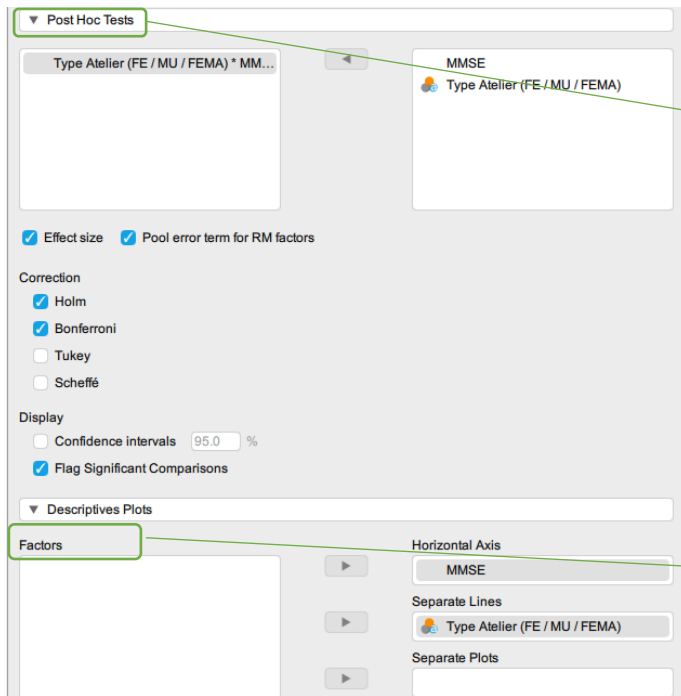 Post Hoc Tests
Type Atelier (FE / MU / FEMA) * MM...
MMSE
Type Atelier (FE / MU / FEMA)
Effect size
Pool error term for RM factors
Correction
Holm
Bonferroni
Tukey
Scheffé
Display
Confidence intervals 95.0 %
Flag Significant Comparisons
Descriptives Plots
Factors
Horizontal Axis
MMSE
Separate Lines
Type Atelier (FE / MU / FEMA)
Separate Plots